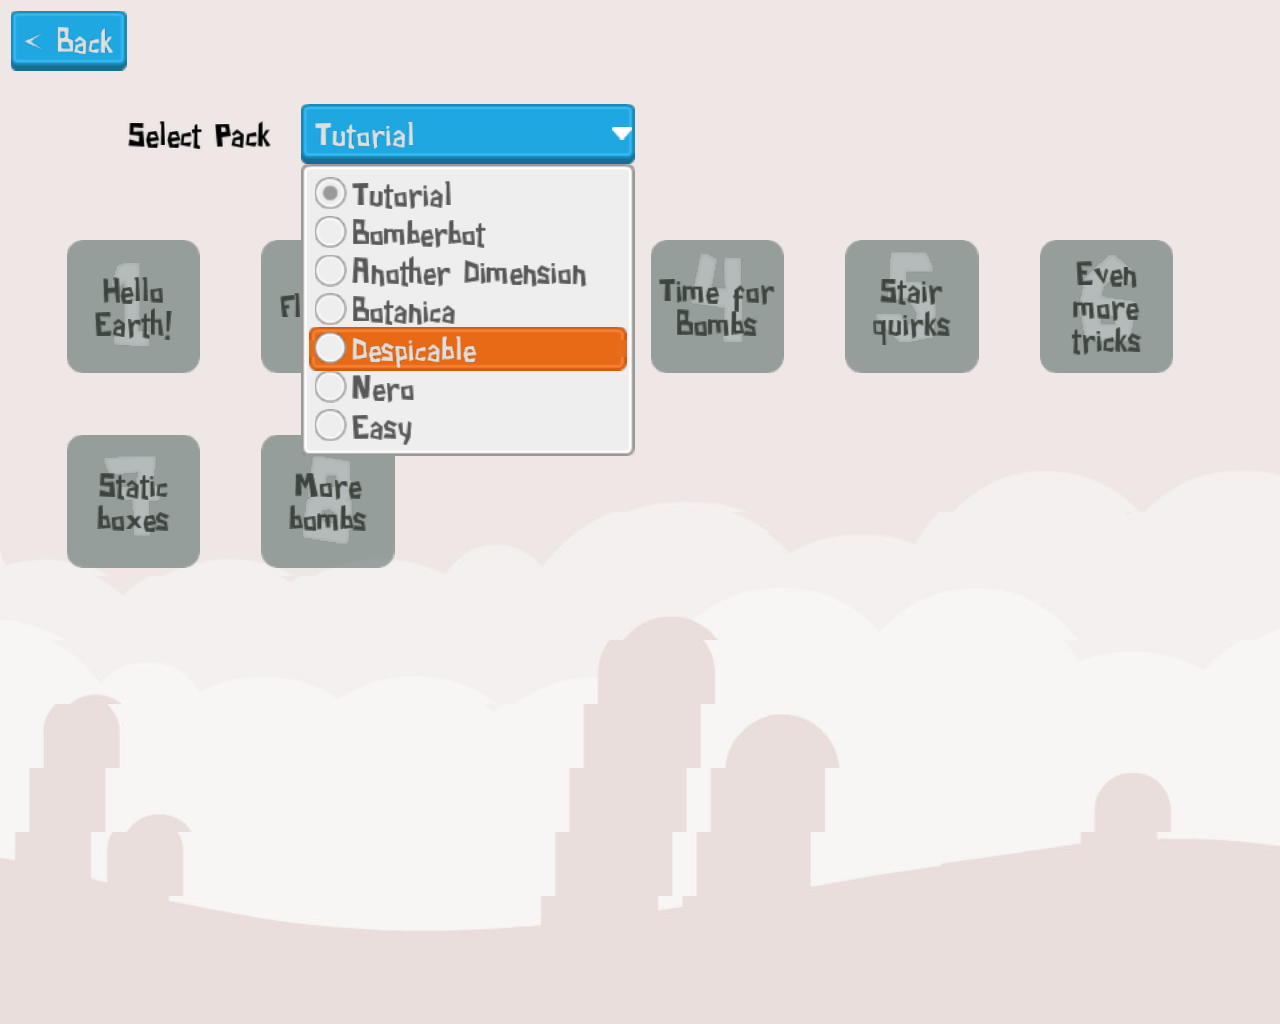 < Back
Select Pack
Tutorial
Tutorial
Bomberbot
Another Dimension
Botanica
Despicable
Nero
Easy
1
Hello
Earth!
Fl
4
Time for
Bombs
5
Stair
quirks
6
Even
more
tricks
7
Static
boxes
8
More
bombs